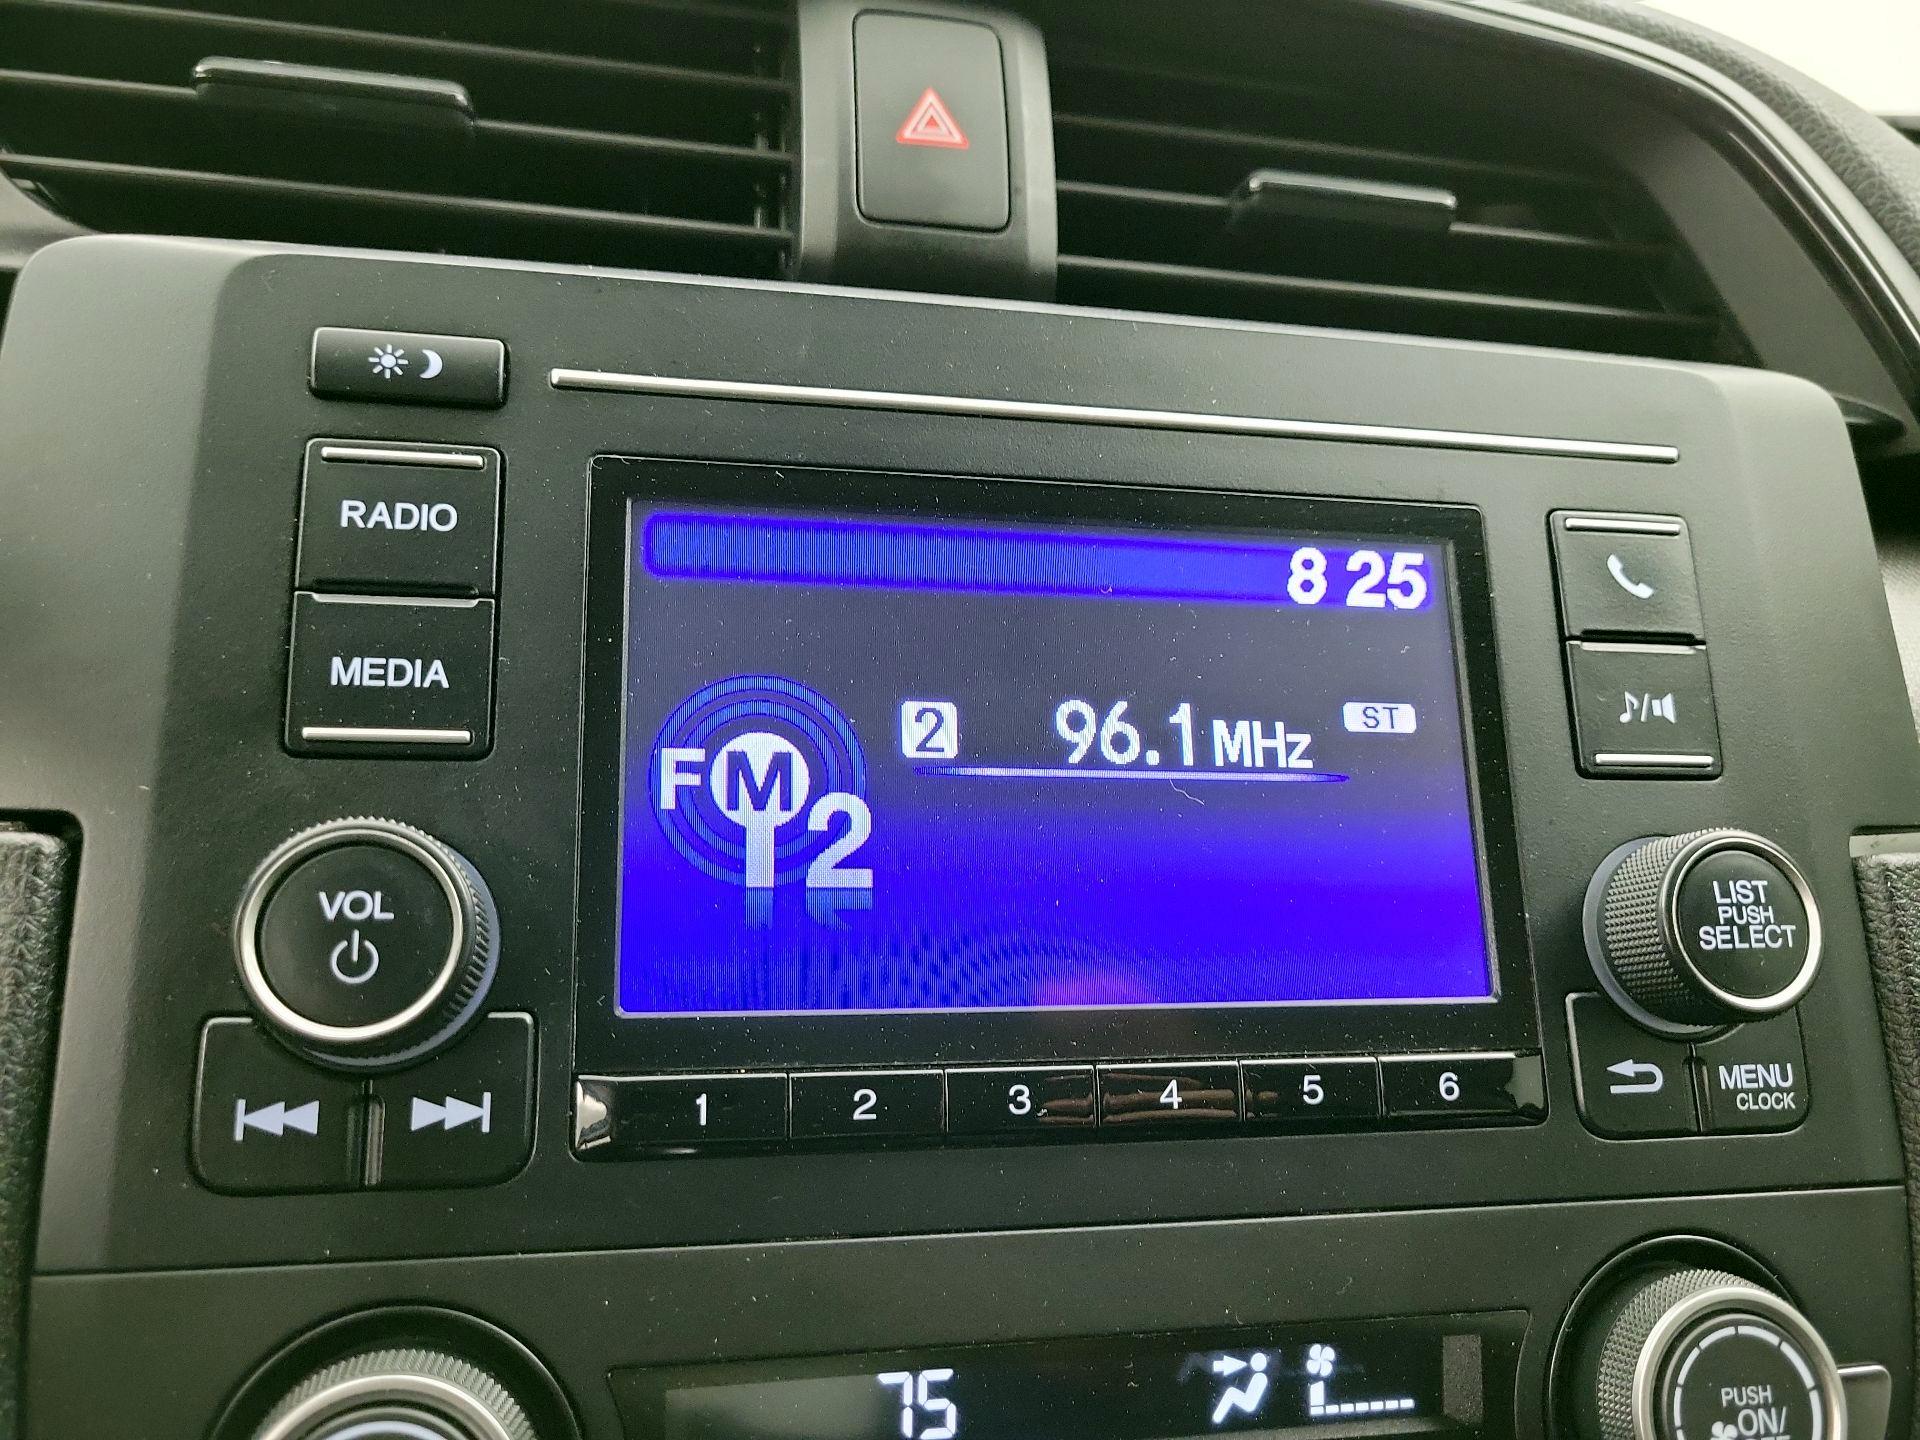 RADIO
MEDIA
VOL
8 25
FM 2
2 96.1 MHz ST
LIST
PUSH
SELECT
1 2 3 4 5 6
MENU
CLOCK
75
PUSH
ON/